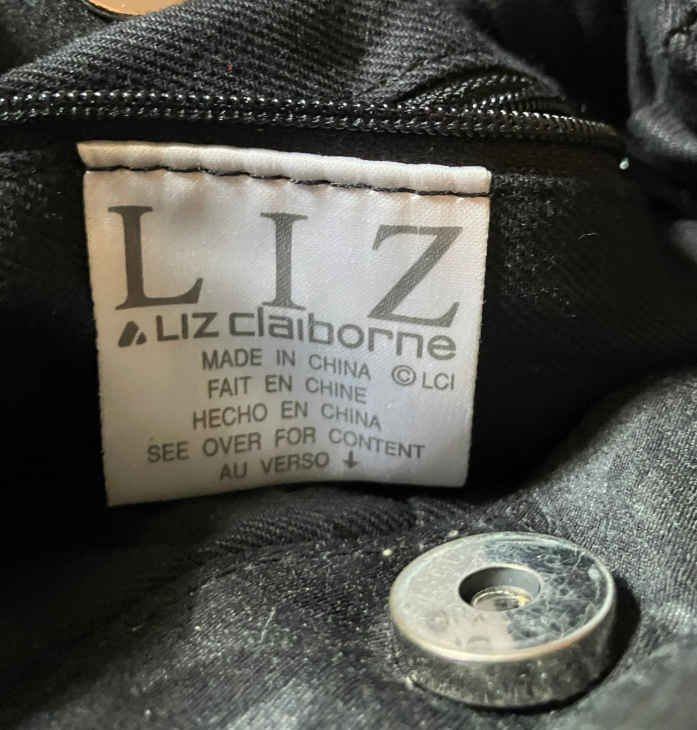 LIZ
LIZ claiborne
MADE IN CHINA
© LCI
FAIT EN CHINE
HECHO EN CHINA
SEE OVER FOR CONTENT
AU VERSO ↓